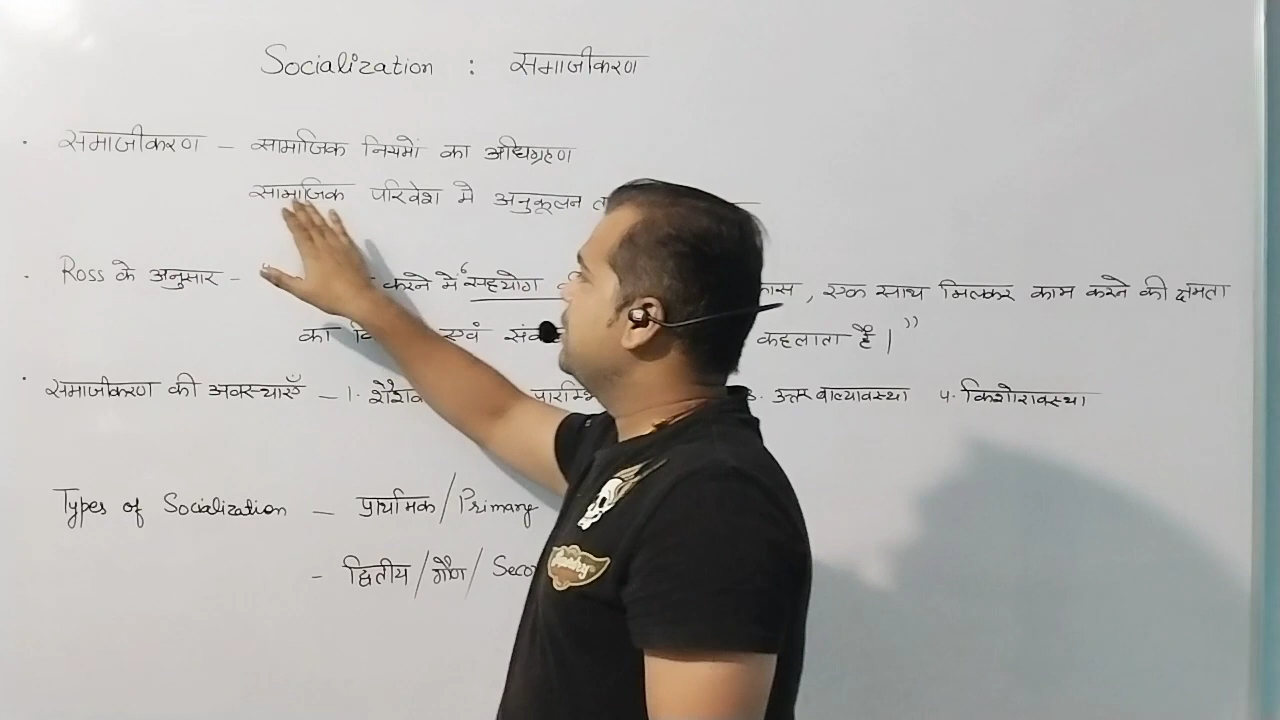 Socialization : समाजीकरण
समाजीकरण – सामाजिक नियमों का अधिग्रहण
सामाजिक परिवेश मे अनुकूलन
Ross के अनुसार – करने में "सहयोग , एक साथ मिलकर काम करने की क्षमता
का एवं कहलाता है।"
समाजीकरण की अवस्थाएँ – 1. 3. उत्तर बाल्यावस्था 4. किशोरावस्था
Types of Socialization – प्राथमिक / Primary
- द्वितीय / गौण /